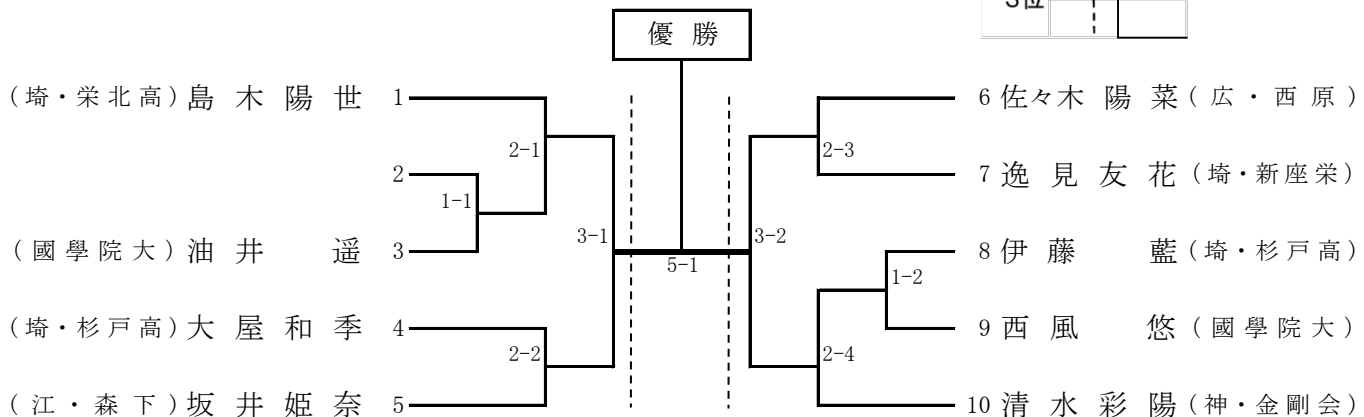 3位
優勝
(埼・栄北高) 島木陽世 1
2-1
2
1-1
(國學院大) 油井 遥 3
3-1
(埼・杉戸高) 大屋和季 4
2-2
(江・森下) 坂井姫奈 5
5-1
6 佐々木陽菜 (広・西原)
2-3
7 逸見友花 (埼・新座栄)
3-2
8 伊藤 藍 (埼・杉戸高)
1-2
9 西風 悠 (國學院大)
2-4
10 清水彩陽 (神・金剛会)